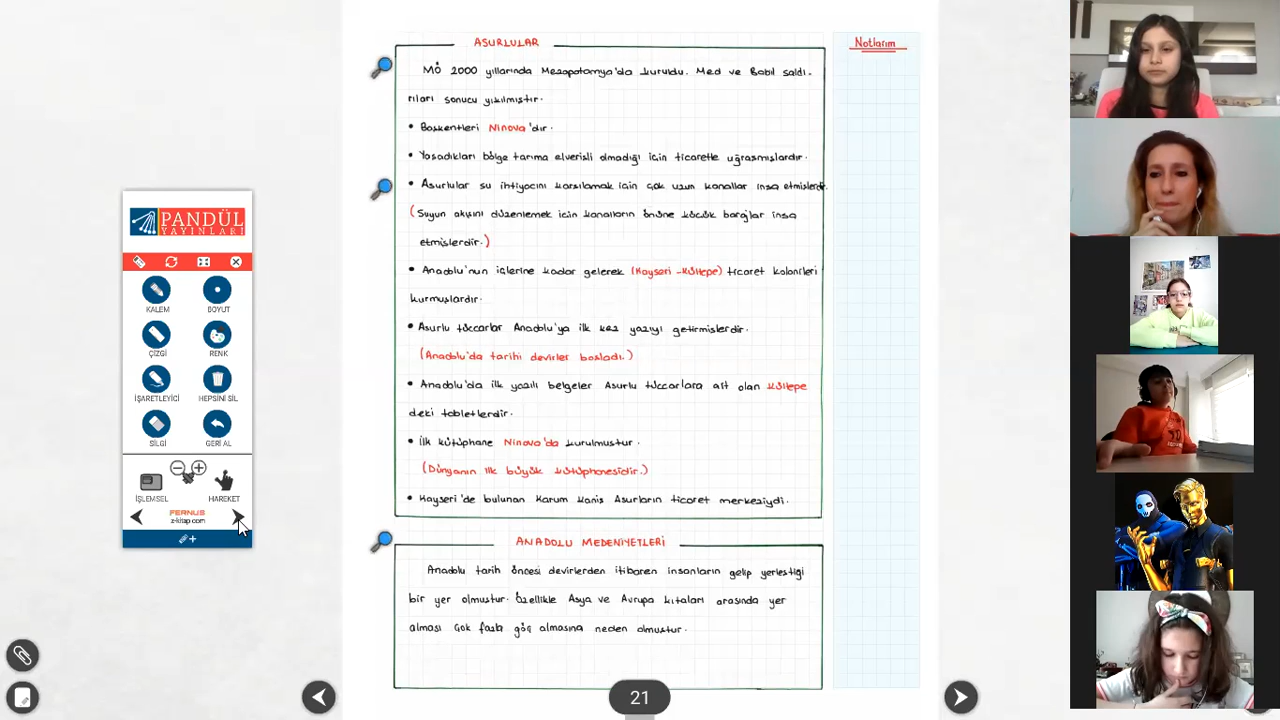 ASURLULAR
MÖ 2000 yıllarında Mezopotamya'da kuruldu. Med ve Babil saldı-
rıları sonucu yıkılmıştır.
• Başkentleri Ninova'dır.
• Yaşadıkları bölge tarıma elverişli olmadığı için ticaretle uğraşmışlardır.
• Asurlular su ihtiyacını karşılamak için çok uzun kanallar inşa etmişlerdir.
(Suyun akışını düzenlemek için kanalların önüne küçük barajlar inşa
etmişlerdir.)
• Anadolu'nun içlerine kadar gelerek (Kayseri-Kültepe) ticaret kolonileri
kurmuşlardır.
• Asurlu tüccarlar Anadolu'ya ilk kez yazıyı getirmişlerdir.
(Anadolu'da tarihi devirler başladı.)
• Anadolu'da ilk yazılı belgeler Asurlu tüccarlara ait olan Kültepe
deki tabletlerdir.
• İlk kütüphane Ninova'da kurulmuştur.
(Dünyanın ilk büyük kütüphanesidir.)
• Kayseri'de bulunan Karum Kaniş Asurların ticaret merkeziydi.
ANADOLU MEDENİYETLERİ
Anadolu tarih öncesi devirlerden itibaren insanların gelip yerleştiği
bir yer olmuştur. Özellikle Asya ve Avrupa kıtaları arasında yer
alması çok fazla göç almasına neden olmuştur.
Notlarım
PANDÜL
YAYINLARI
KALEM BOYUT
ÇİZGİ RENK
İŞARETLEYİCİ HEPSİNİ SİL
SİLGİ GERİ AL
İŞLEMSEL HAREKET
FERNUS
z-kitap.com
21